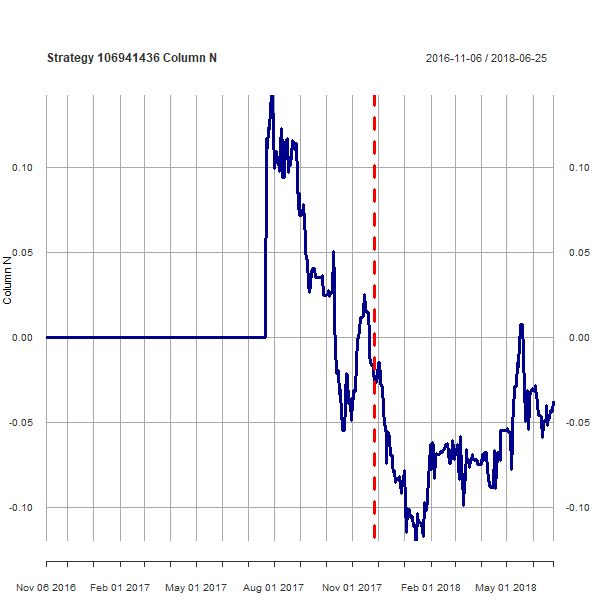 Strategy 106941436 Column N
2016-11-06 / 2018-06-25
0.10
0.10
0.05
0.05
Column N
0.00
0.00
-0.05
-0.05
-0.10
-0.10
Nov 06 2016
Feb 01 2017
May 01 2017
Aug 01 2017
Nov 01 2017
Feb 01 2018
May 01 2018